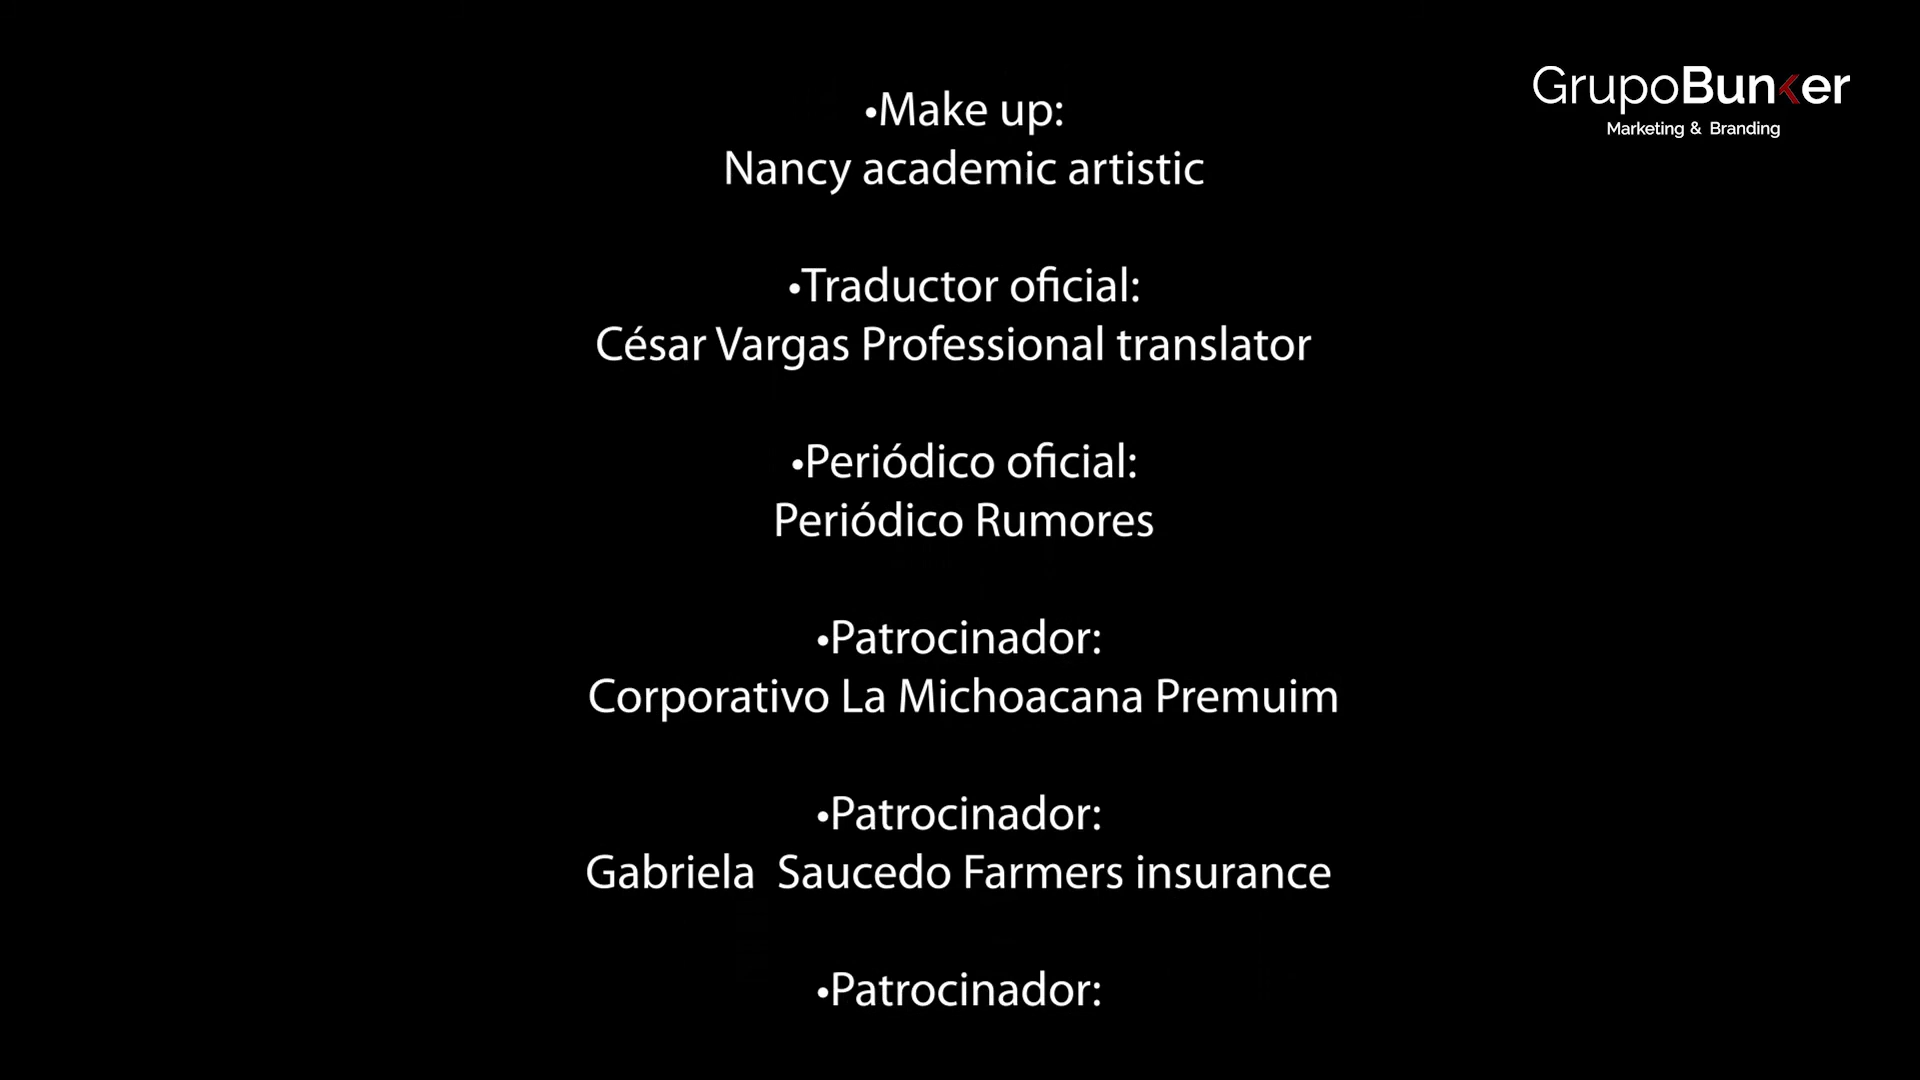 GrupoBunker
Marketing & Branding
•Make up:
Nancy academic artistic
•Traductor oficial:
César Vargas Professional translator
•Periódico oficial:
Periódico Rumores
•Patrocinador:
Corporativo La Michoacana Premuim
•Patrocinador:
Gabriela  Saucedo Farmers insurance
•Patrocinador: